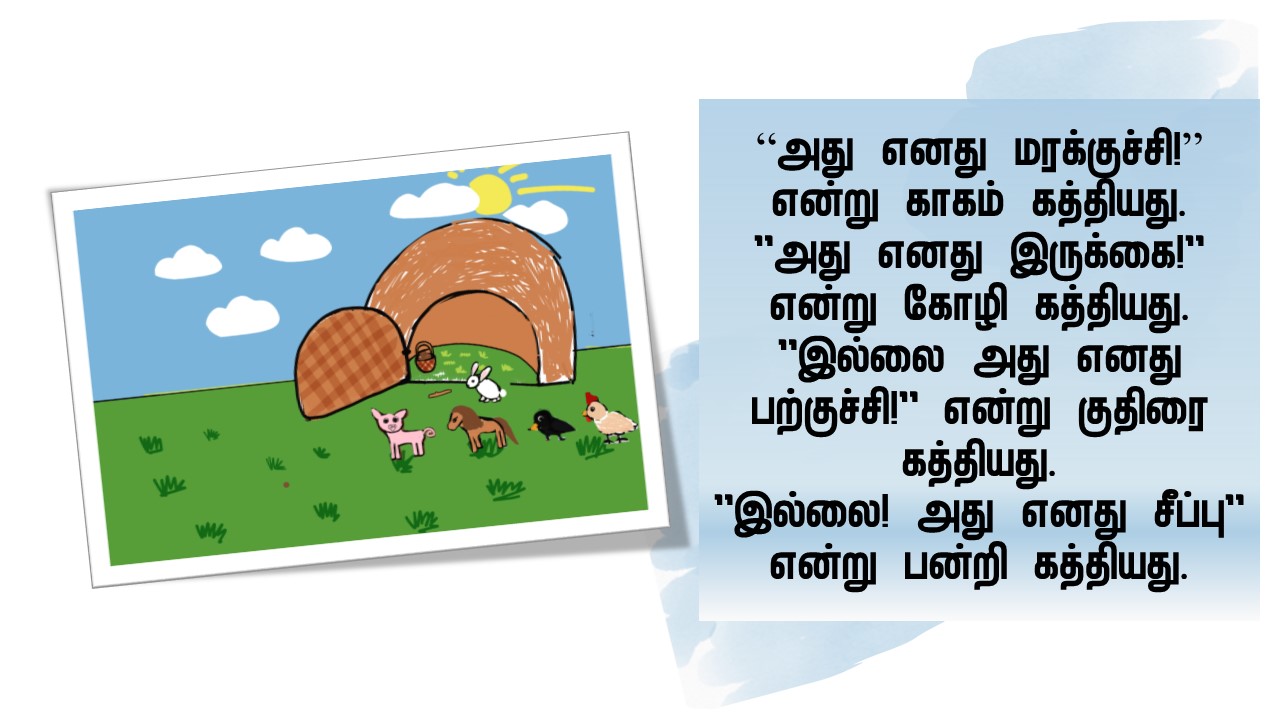 “அது எனது மரக்குச்சி!”
என்று காகம் கத்தியது.
”அது எனது இருக்கை!”
என்று கோழி கத்தியது.
”இல்லை அது எனது
பற்குச்சி!” என்று குதிரை
கத்தியது.
”இல்லை! அது எனது சீப்பு”
என்று பன்றி கத்தியது.